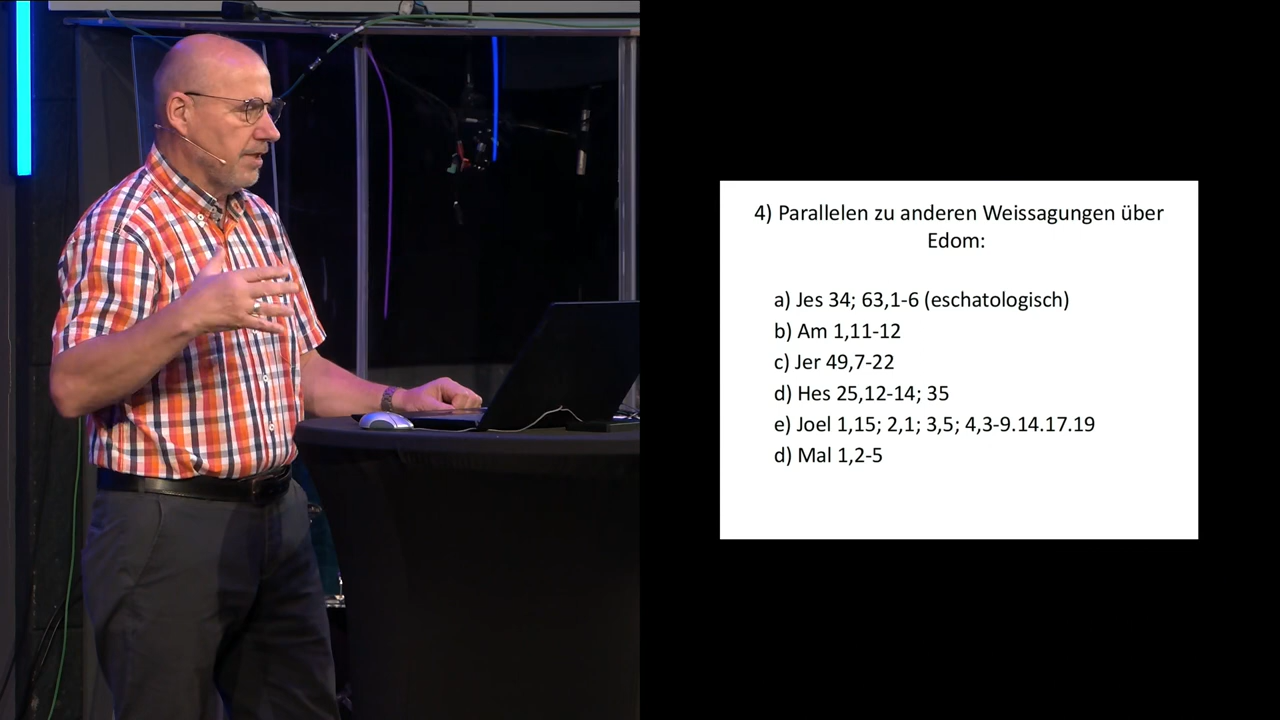 4) Parallelen zu anderen Weissagungen über
Edom:
a) Jes 34; 63,1-6 (eschatologisch)
b) Am 1,11-12
c) Jer 49,7-22
d) Hes 25,12-14; 35
e) Joel 1,15; 2,1; 3,5; 4,3-9.14.17.19
d) Mal 1,2-5